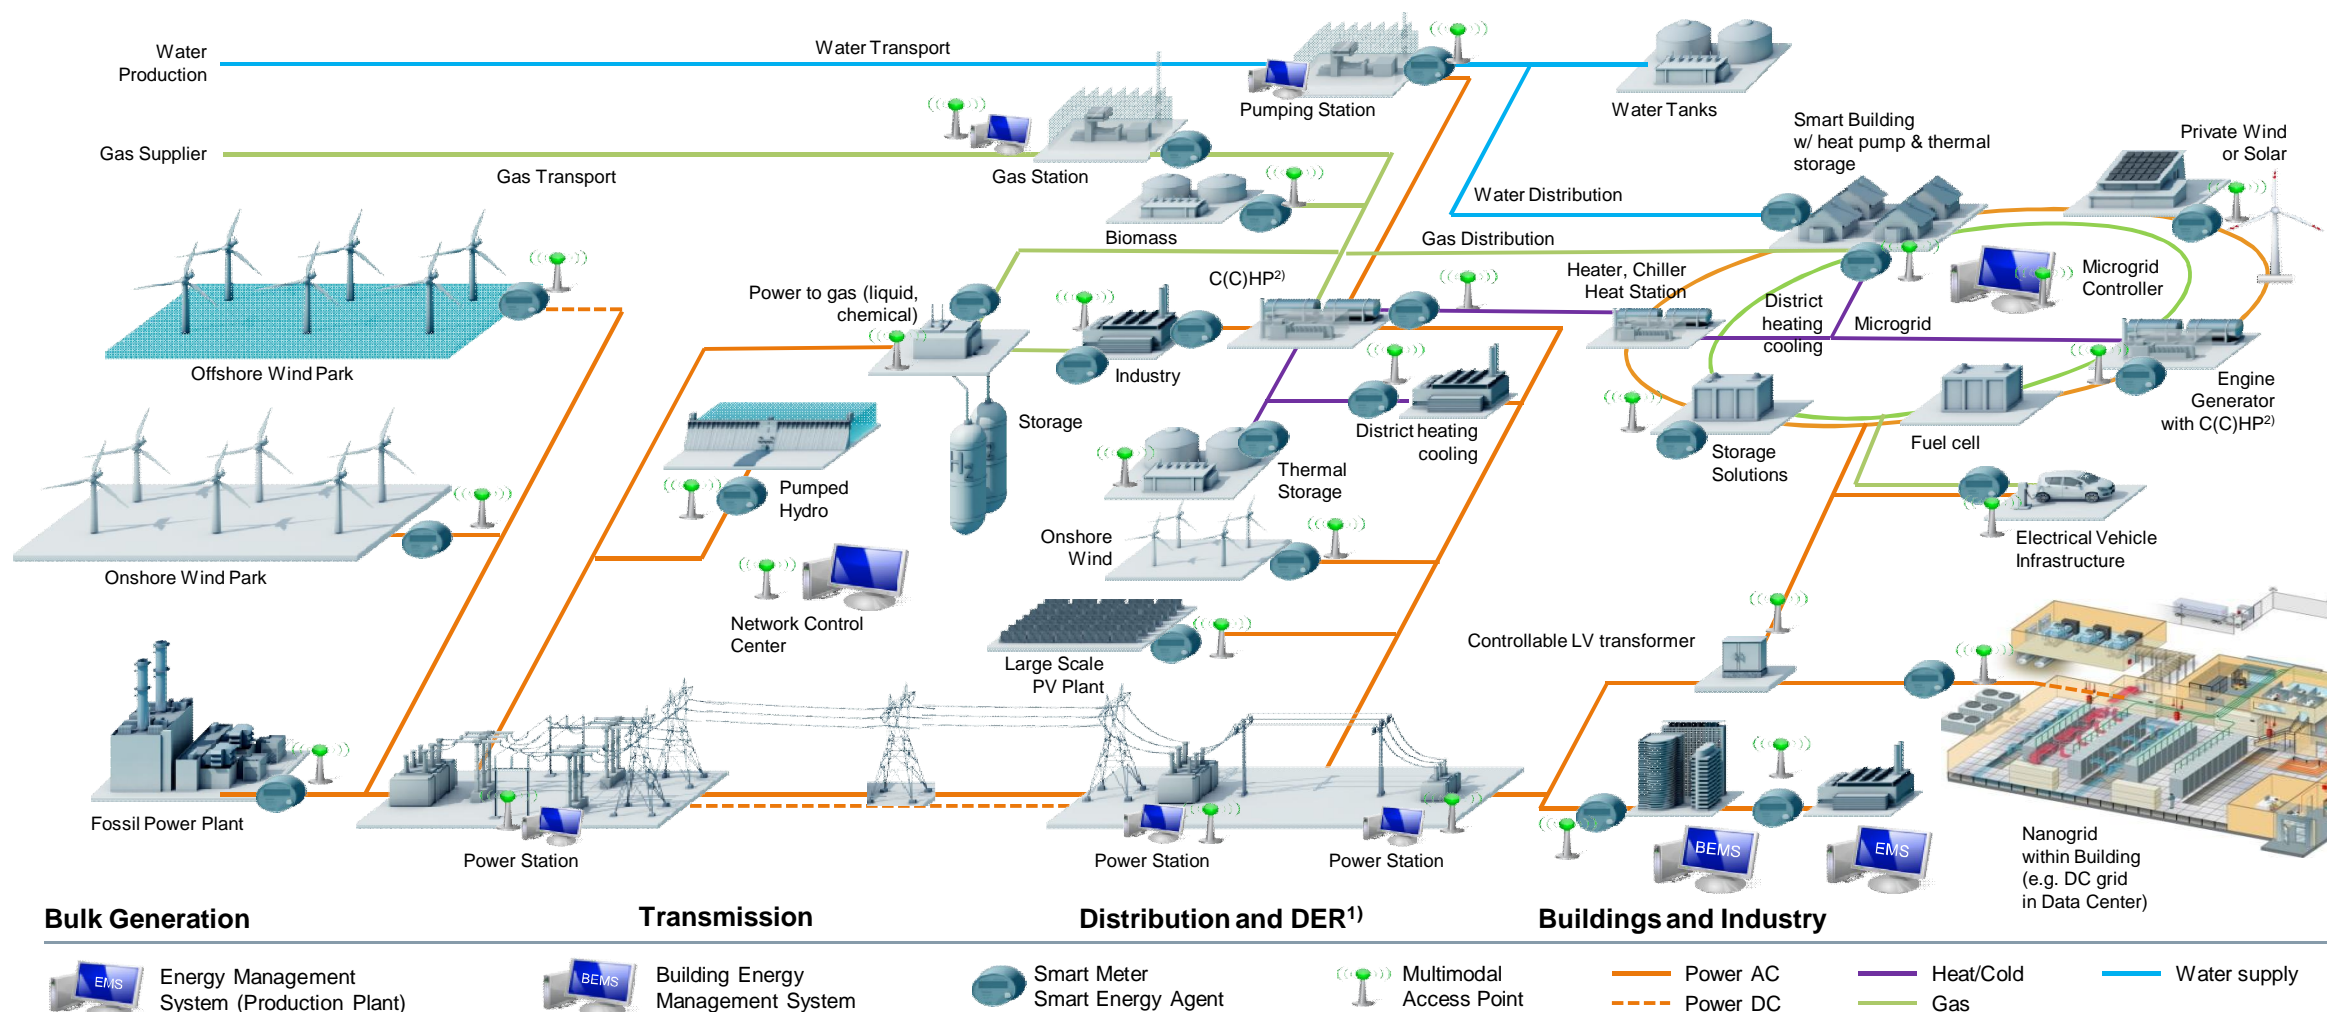 Water
Production
Water Transport
Pumping Station
Water Tanks
Gas Supplier
Gas Transport
Gas Station
Biomass
Water Distribution
Gas Distribution
Smart Building
w/ heat pump & thermal
storage
Private Wind
or Solar
Offshore Wind Park
Power to gas (liquid,
chemical)
C(C)HP2)
Heater, Chiller
Heat Station
District
heating
cooling
Microgrid
Microgrid
Controller
Industry
Storage
H2
District heating
cooling
Thermal
Storage
Storage
Solutions
Fuel cell
Engine
Generator
with C(C)HP2)
Onshore Wind Park
Pumped
Hydro
Onshore
Wind
Electrical Vehicle
Infrastructure
Network Control
Center
Large Scale
PV Plant
Controllable LV transformer
Fossil Power Plant
Power Station
Power Station
Power Station
BEMS
EMS
Nanogrid
within Building
(e.g. DC grid
in Data Center)
Bulk Generation
Transmission
Distribution and DER1)
Buildings and Industry
EMS
Energy Management
System (Production Plant)
BEMS
Building Energy
Management System
Smart Meter
Smart Energy Agent
Multimodal
Access Point
Power AC
Power DC
Heat/Cold
Gas
Water supply